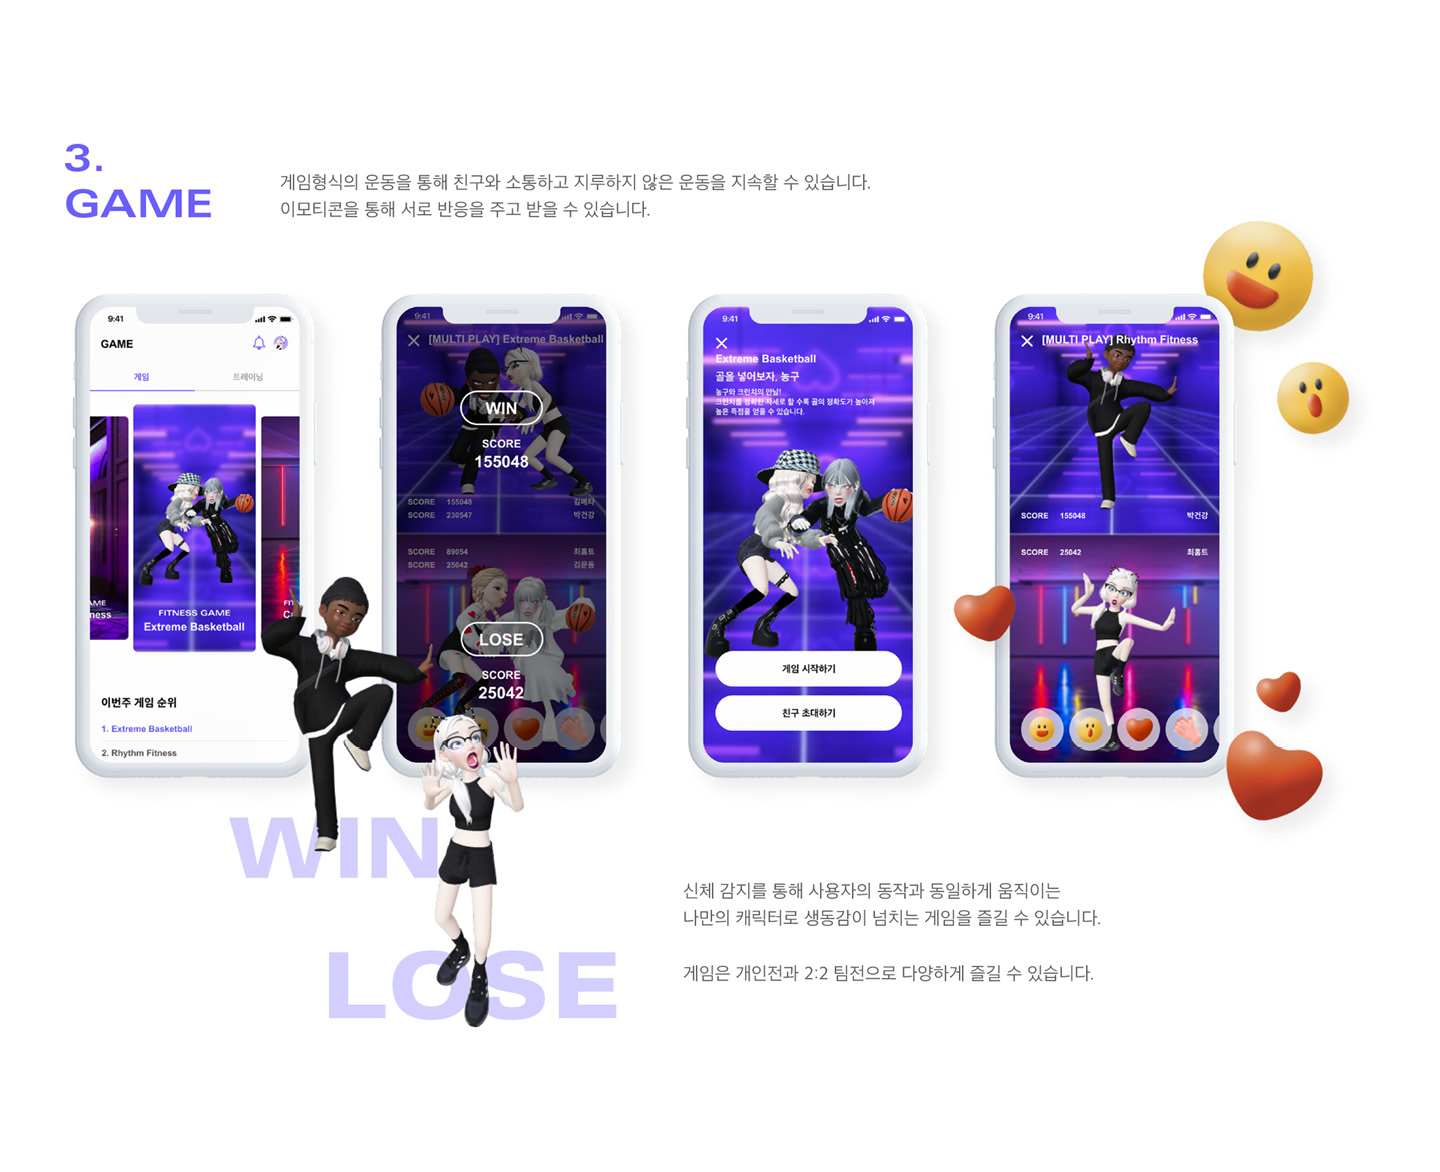 3.
GAME
게임형식의 운동을 통해 친구와 소통하고 지루하지 않은 운동을 지속할 수 있습니다.
이모티콘을 통해 서로 반응을 주고 받을 수 있습니다.
9:41
GAME
게임
트레이닝
FITNESS GAME
Extreme Basketball
이번주 게임 순위
1. Extreme Basketball
2. Rhythm Fitness
9:41
[MULTI PLAY] Extreme Basketball
WIN
SCORE
155048
SCORE 155048 김메타
SCORE 230547 박건강
SCORE 89054 최홈트
SCORE 25042 김운동
LOSE
SCORE
25042
9:41
Extreme Basketball
골을 넣어보자, 농구
농구와 크런치의 만남!
크런치를 정확한 자세로 할 수록 골의 정확도가 높아져
높은 득점을 얻을 수 있습니다.
게임 시작하기
친구 초대하기
9:41
[MULTI PLAY] Rhythm Fitness
SCORE 155048 박건강
SCORE 25042 최홈트
WIN
LOSE
신체 감지를 통해 사용자의 동작과 동일하게 움직이는
나만의 캐릭터로 생동감이 넘치는 게임을 즐길 수 있습니다.
게임은 개인전과 2:2 팀전으로 다양하게 즐길 수 있습니다.